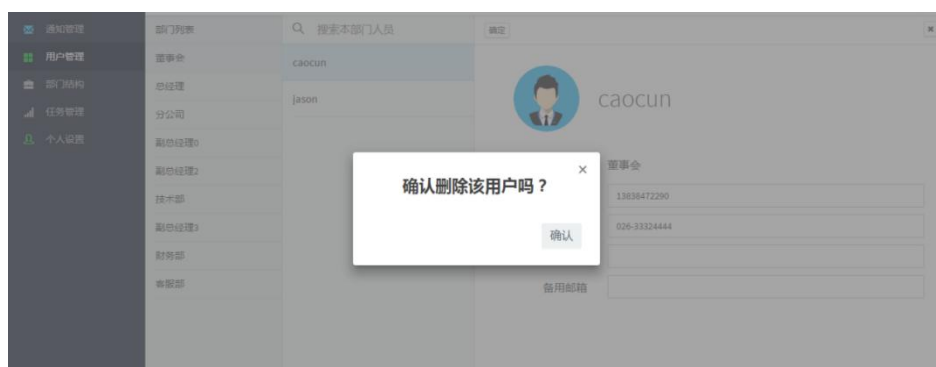 通知管理
用户管理
部门结构
任务管理
个人设置
部门列表
董事会
总经理
分公司
副总经理0
副总经理2
技术部
副总经理3
财务部
客服部
搜索本部门人员
caocun
jason
确定
caocun
董事会
13838472290
026-33324444
备用邮箱
确认删除该用户吗？
确认